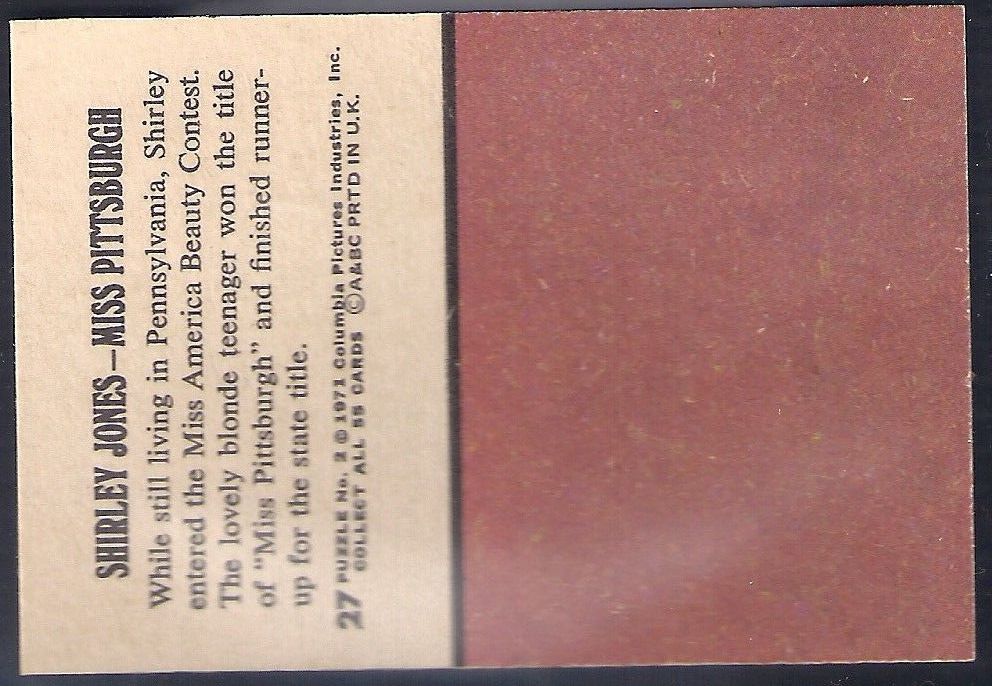 SHIRLEY JONES—MISS PITTSBURGH
While still living in Pennsylvania, Shirley
entered the Miss America Beauty Contest.
The lovely blonde teenager won the title
of "Miss Pittsburgh" and finished runner-
up for the state title.
27 PUZZLE No. 2 © 1971 Columbia Pictures Industries, Inc.
COLLECT ALL 55 CARDS ©A&BC PRTD IN U.K.